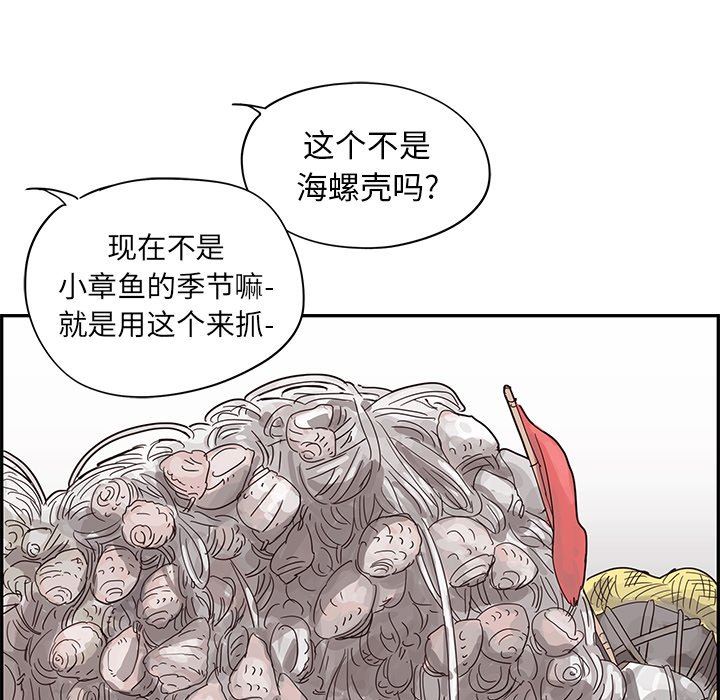 这个不是
海螺壳吗?
现在不是
小章鱼的季节嘛-
就是用这个来抓-